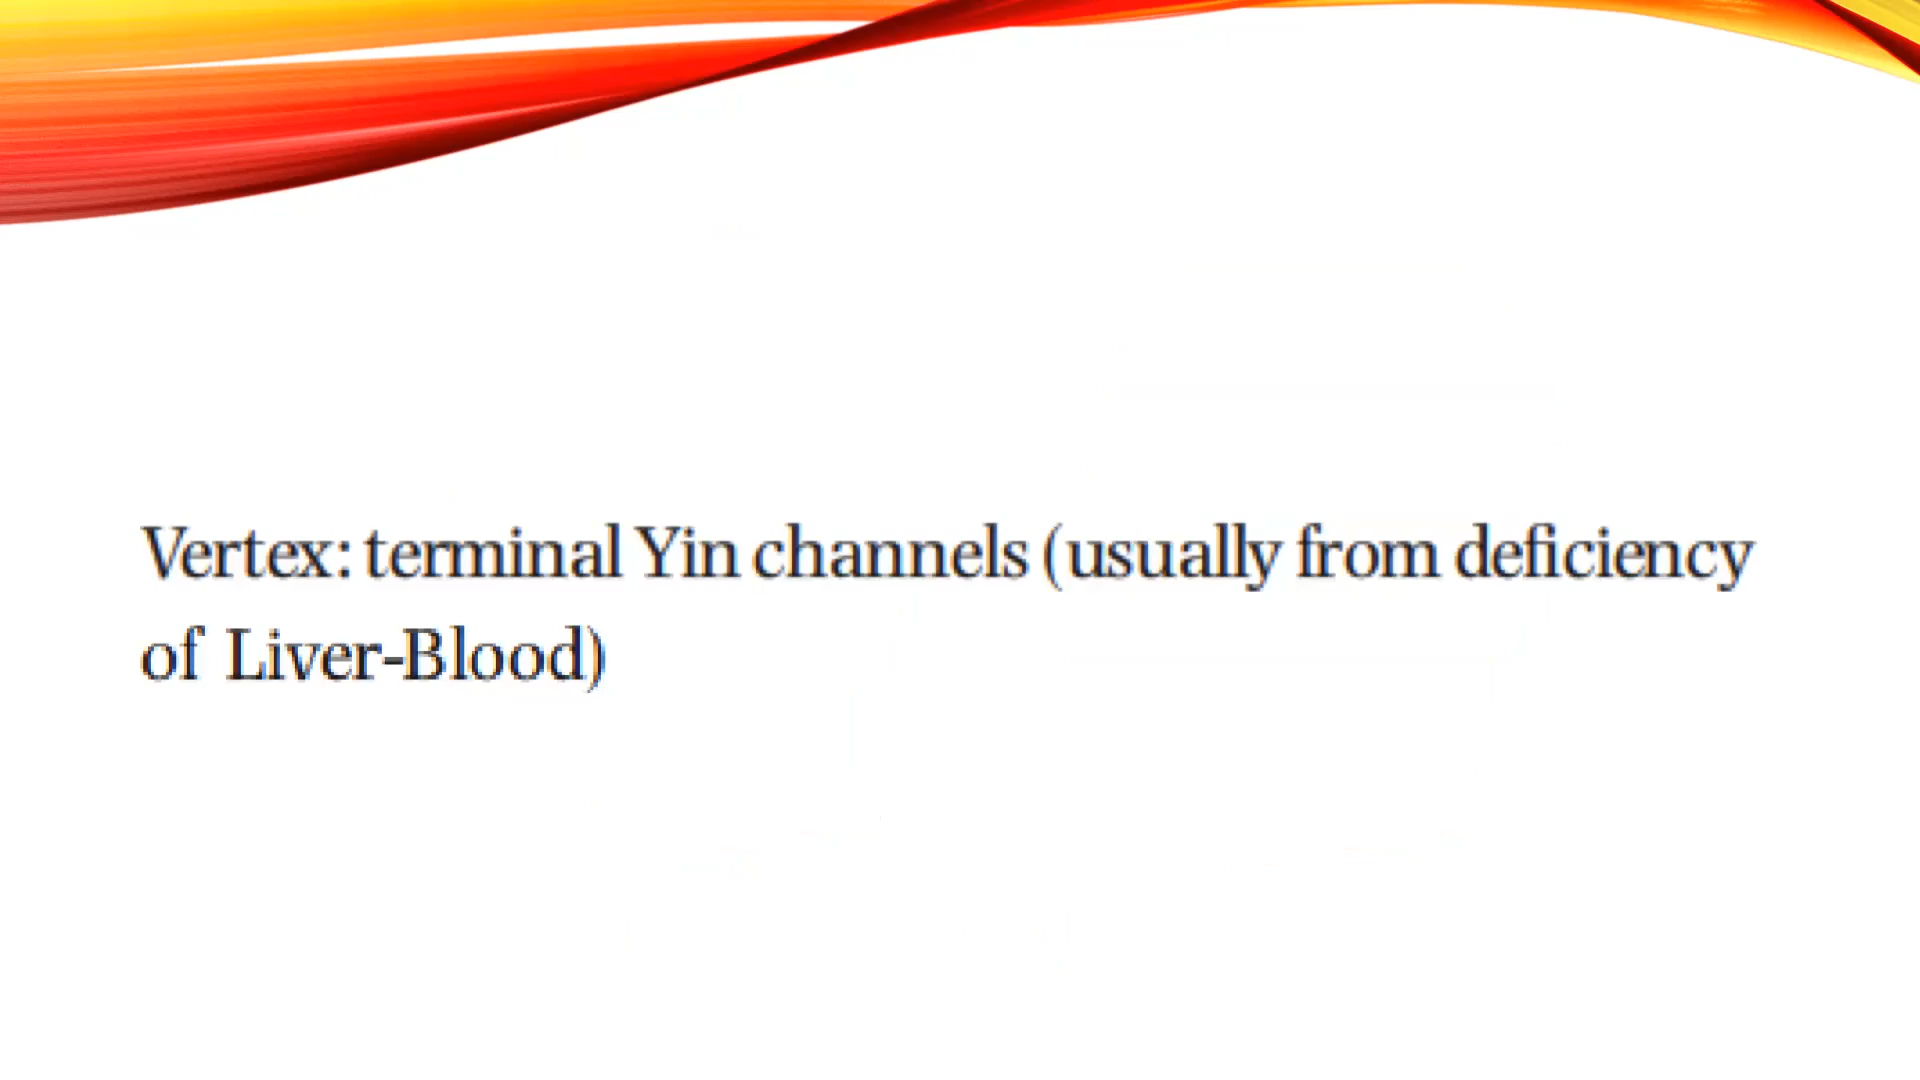 Vertex: terminal Yin channels (usually from deficiency
of Liver-Blood)